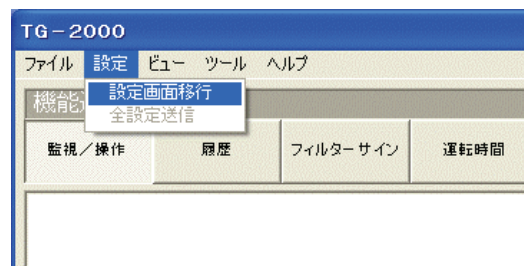 TG-2000
ファイル 設定 ビュー ツール ヘルプ
設定画面移行
機能
全設定送信
監視／操作 履歴 フィルターサイン 運転時間